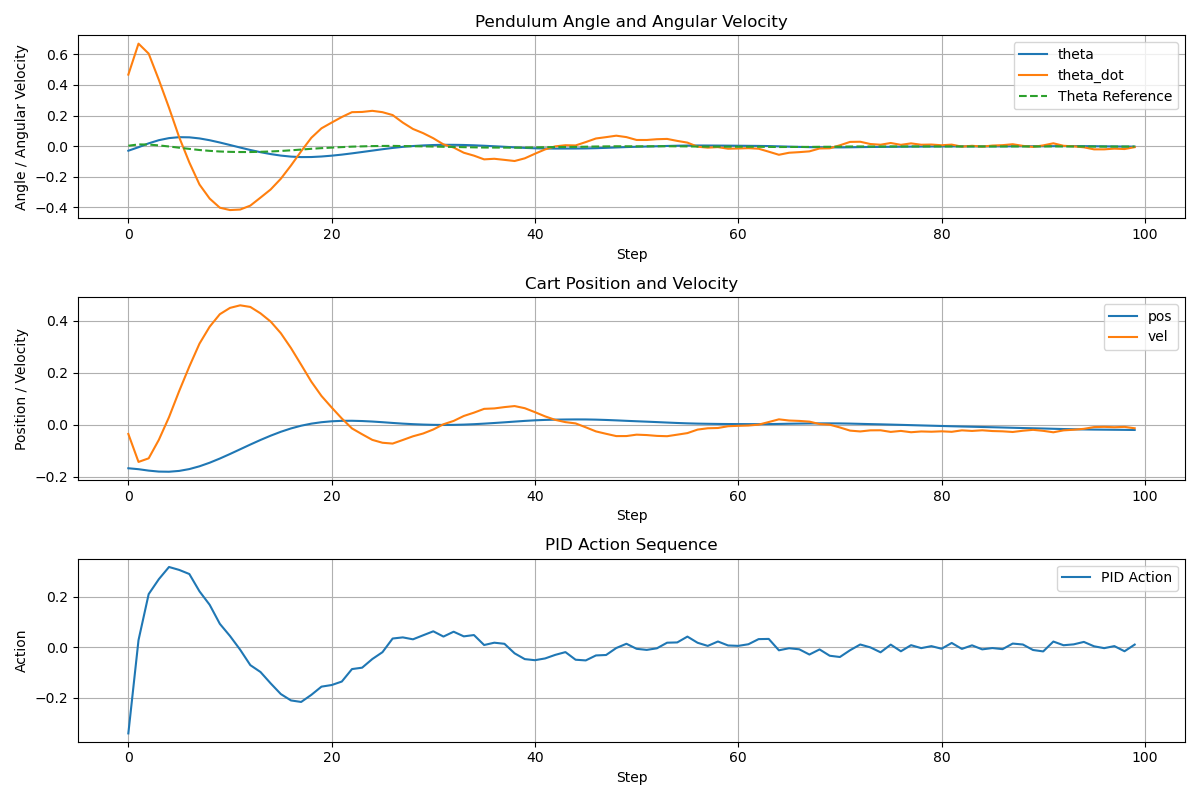 Pendulum Angle and Angular Velocity
Angle / Angular Velocity
0.6
0.4
0.2
0.0
−0.2
−0.4
theta
theta_dot
Theta Reference
0 20 40 60 80 100
Step
Cart Position and Velocity
Position / Velocity
0.4
0.2
0.0
−0.2
pos
vel
0 20 40 60 80 100
Step
PID Action Sequence
Action
0.2
0.0
−0.2
PID Action
0 20 40 60 80 100
Step